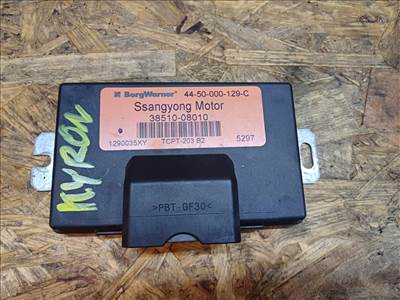 BorgWarner 44-50-000-129-C
Ssangyong Motor
38510-08010
1290035XY TCPT-203 B2 5297
KYRON
>PBT-GF30<